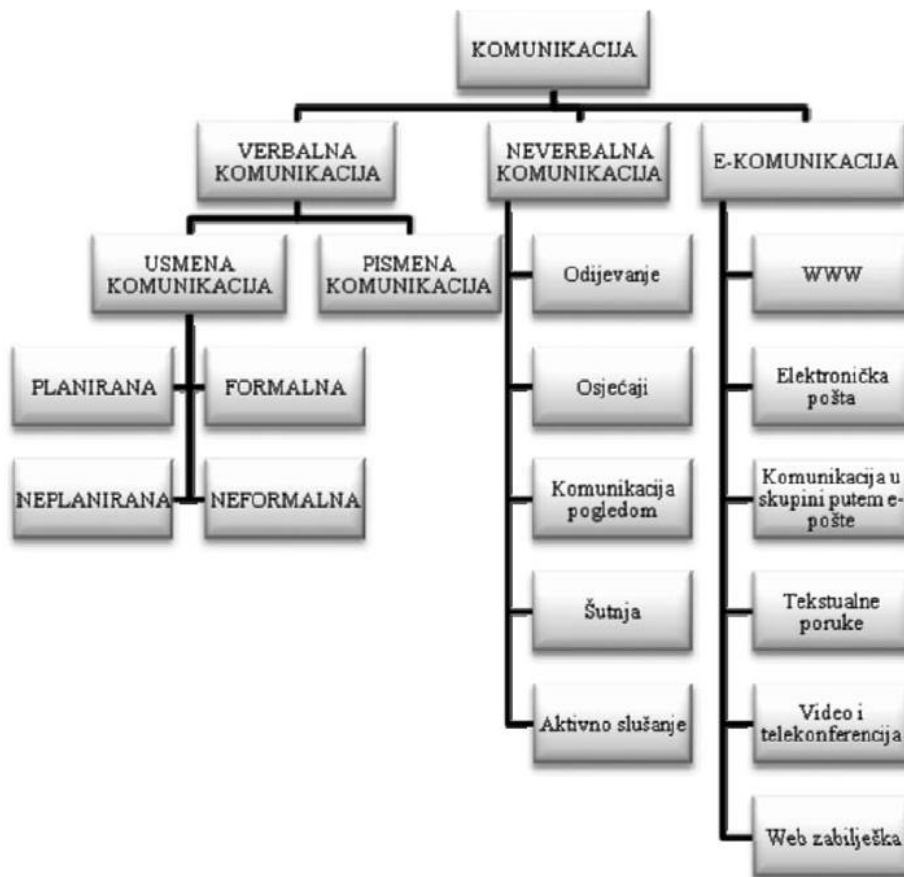 KOMUNIKACIJA
VERBALNA
KOMUNIKACIJA
NEVERBALNA
KOMUNIKACIJA
E-KOMUNIKACIJA
USMENA
KOMUNIKACIJA
PISMENA
KOMUNIKACIJA
PLANIRANA
FORMALNA
NEPLANIRANA
NEFORMALNA
Odijevanje
Osjećaji
Komunikacija
pogledom
Šutnja
Aktivno slušanje
WWW
Elektronička
pošta
Komunikacija u
skupini putem e-
pošte
Tekstualne
poruke
Video i
telekonferencija
Web zabilješka